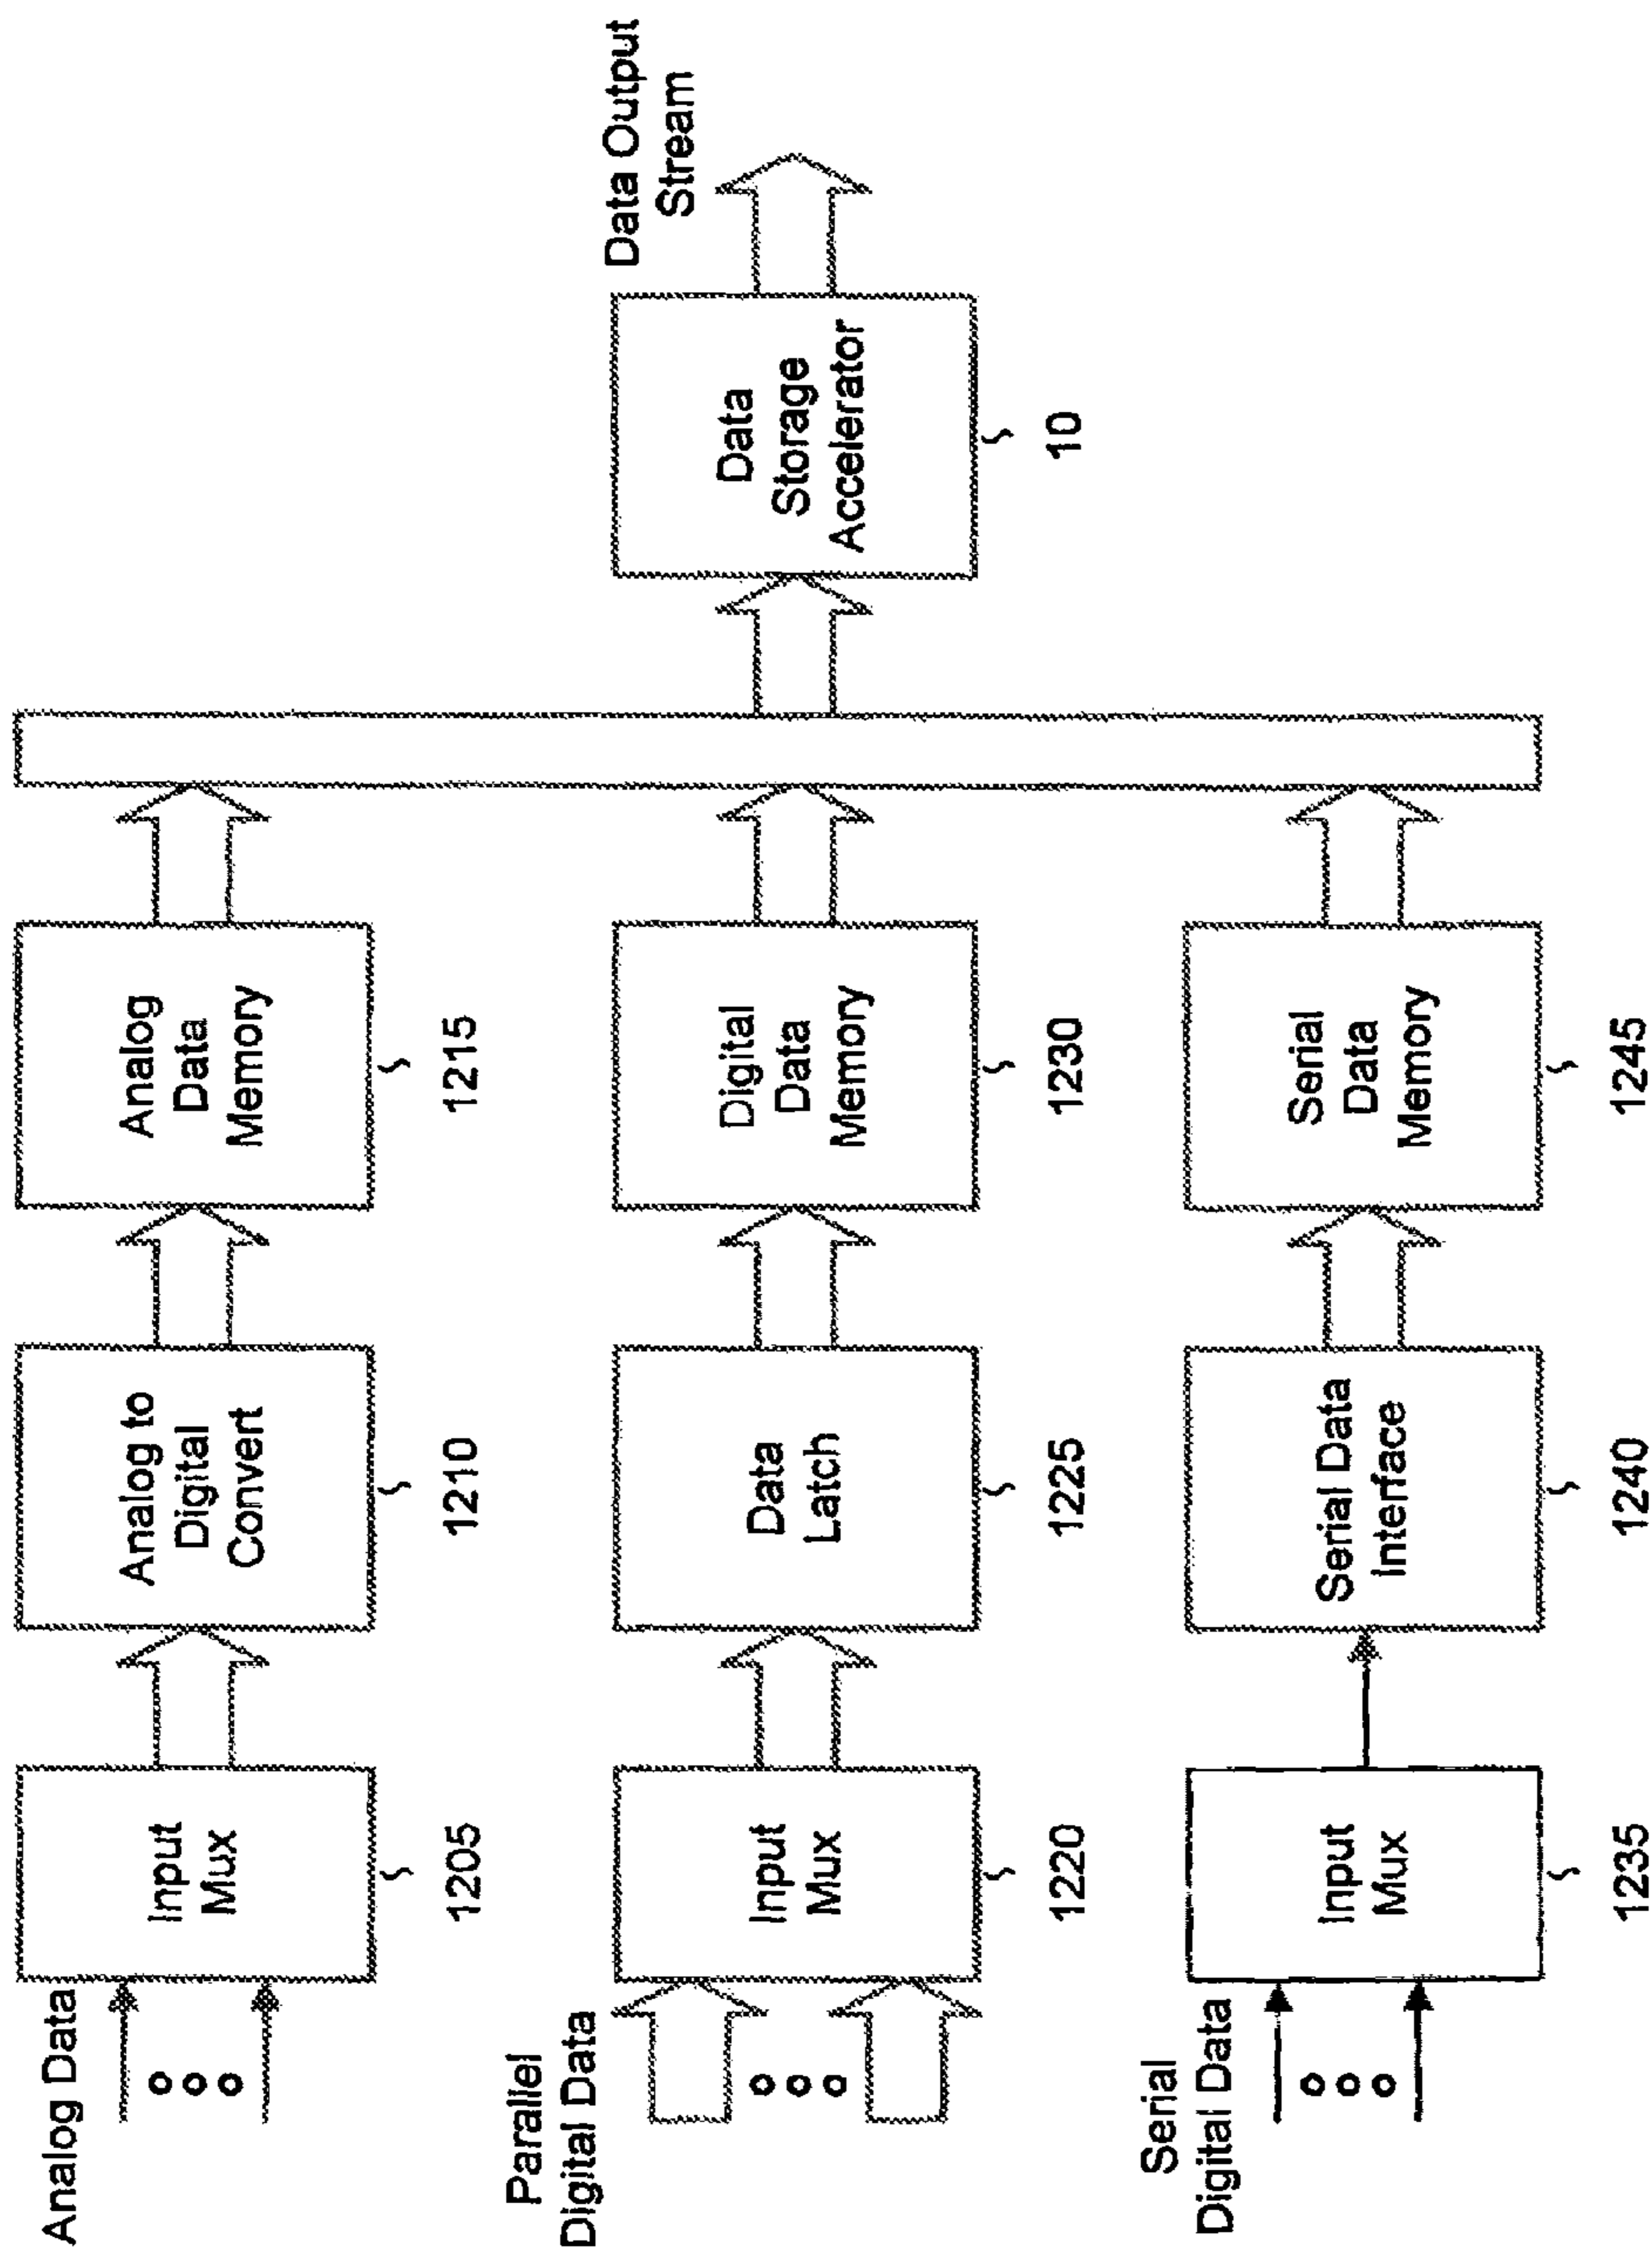 Analog Data
Input
Mux
1205
Analog to
Digital
Convert
1210
Analog
Data
Memory
1215
Parallel
Digital Data
Input
Mux
1220
Data
Latch
1225
Digital
Data
Memory
1230
Data
Storage
Accelerator
10
Data Output
Stream
Serial
Digital Data
Input
Mux
1235
Serial Data
Interface
1240
Serial
Data
Memory
1245